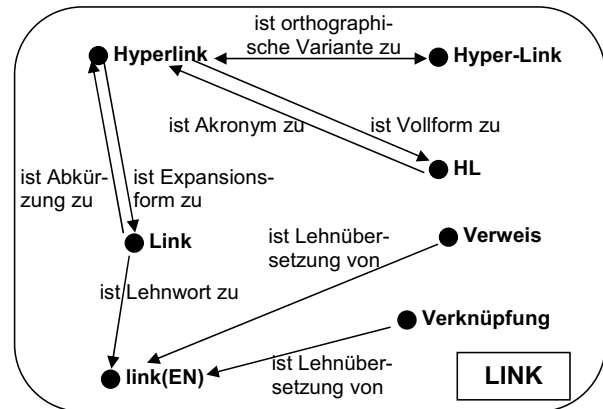 ist orthographi-
sche Variante zu
Hyperlink
Hyper-Link
ist Akronym zu
ist Vollform zu
HL
ist Abkür-
zung zu
ist Expansions-
form zu
Link
ist Lehnüber-
setzung von
Verweis
ist Lehnwort zu
Verknüpfung
link(EN)
ist Lehnüber-
setzung von
LINK